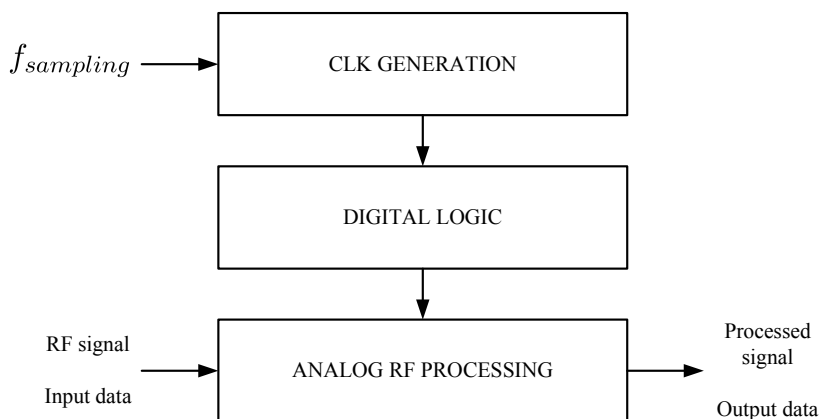 f_sampling
CLK GENERATION
DIGITAL LOGIC
RF signal
Input data
ANALOG RF PROCESSING
Processed
signal
Output data